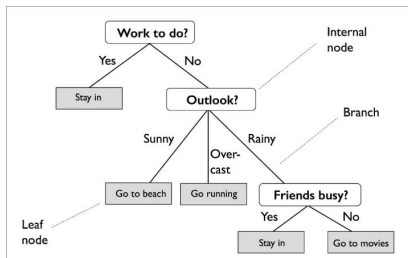 Work to do?
Internal
node
Yes
No
Stay in
Outlook?
Branch
Sunny
Over-
cast
Rainy
Go to beach
Go running
Friends busy?
Leaf
node
Yes
No
Stay in
Go to movies